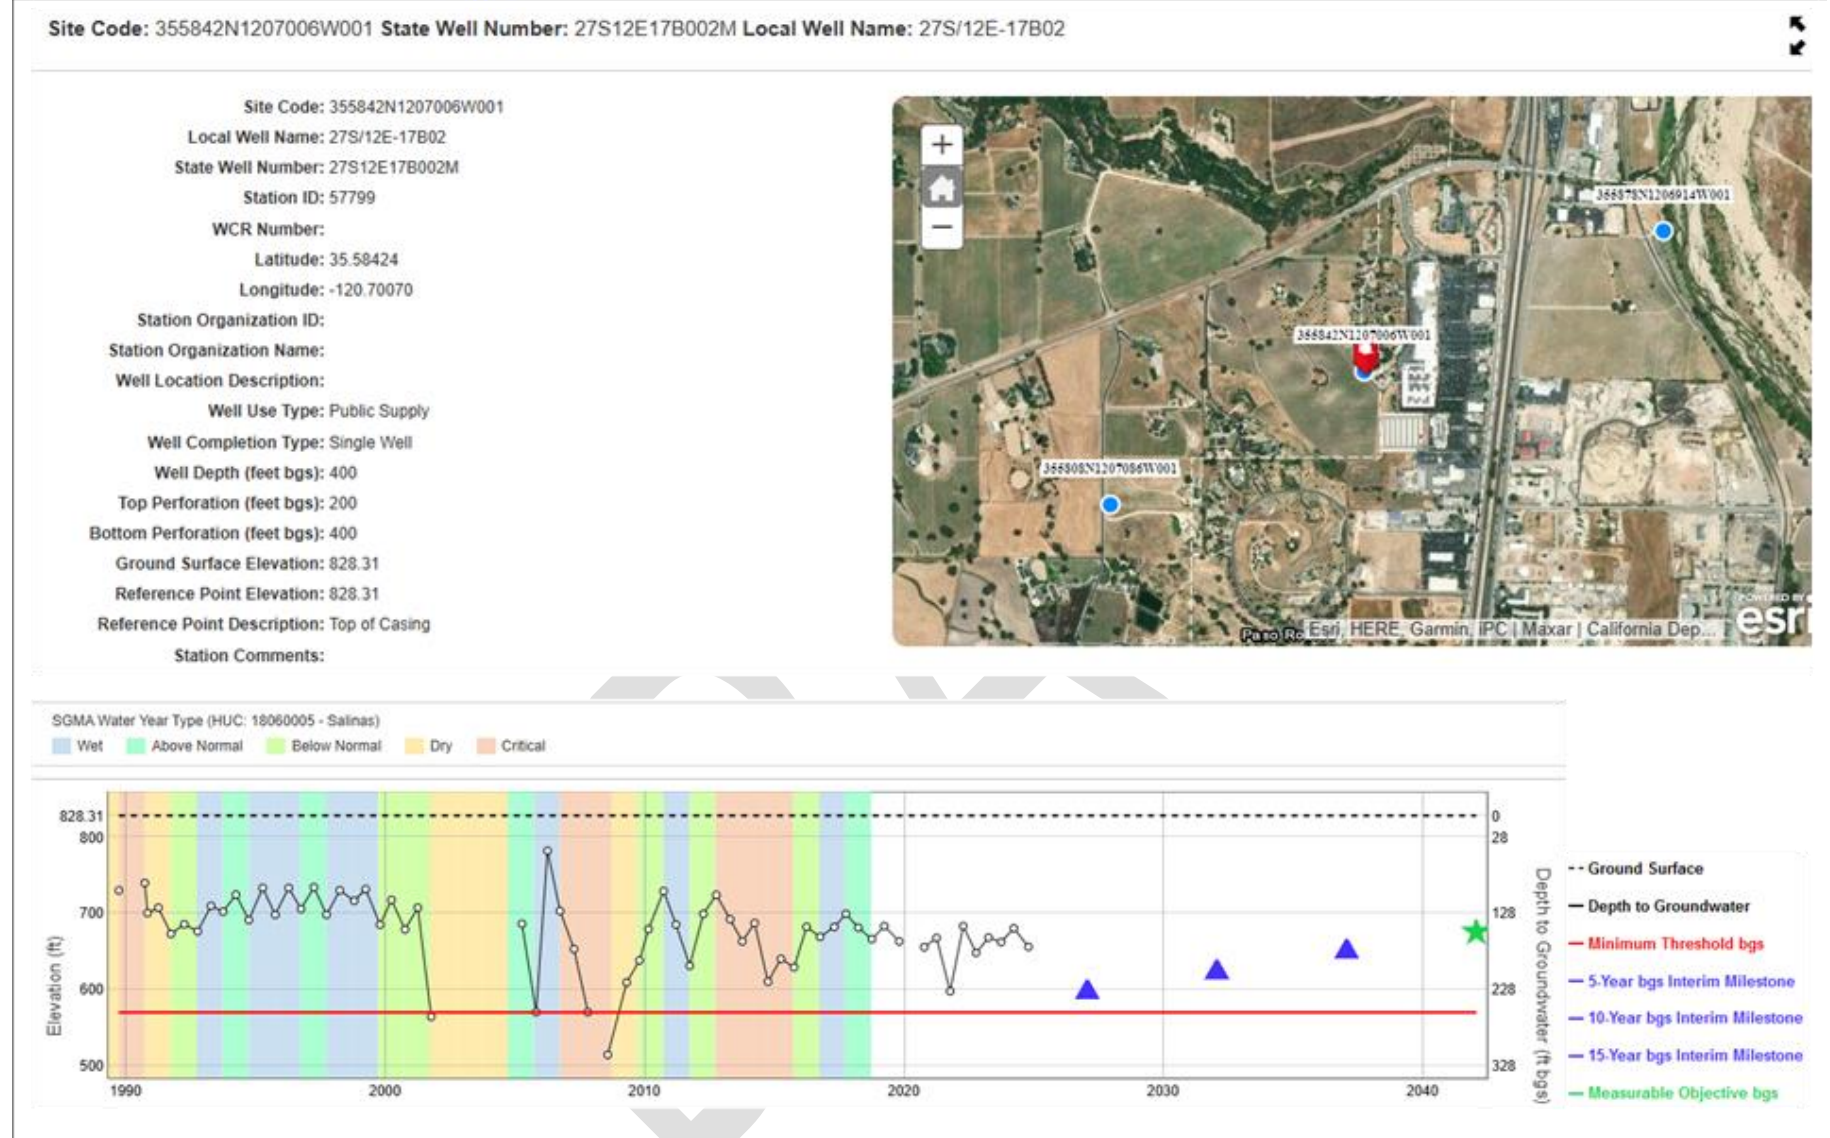 Site Code: 355842N1207006W001 State Well Number: 27S12E17B002M Local Well Name: 27S/12E-17B02
Site Code: 355842N1207006W001
Local Well Name: 27S/12E-17B02
State Well Number: 27S12E17B002M
Station ID: 57799
WCR Number:
Latitude: 35.58424
Longitude: -120.70070
Station Organization ID:
Station Organization Name:
Well Location Description:
Well Use Type: Public Supply
Well Completion Type: Single Well
Well Depth (feet bgs): 400
Top Perforation (feet bgs): 200
Bottom Perforation (feet bgs): 400
Ground Surface Elevation: 828.31
Reference Point Elevation: 828.31
Reference Point Description: Top of Casing
Station Comments:
+
−
355878N1206914W001
355842N1207006W001
355808N1207086W001
Paso
Esri, HERE, Garmin, iPC | Maxar | California Dep...
POWERED BY
esri
SGMA Water Year Type (HUC: 18060005 - Salinas)
Wet Above Normal Below Normal Dry Critical
Elevation (ft)
828.31
800
700
600
500
1990 2000 2010 2020 2030 2040
0
28
128
228
328
Depth to Groundwater (ft bgs)
Ground Surface
Depth to Groundwater
Minimum Threshold bgs
5-Year bgs Interim Milestone
10-Year bgs Interim Milestone
15-Year bgs Interim Milestone
Measurable Objective bgs